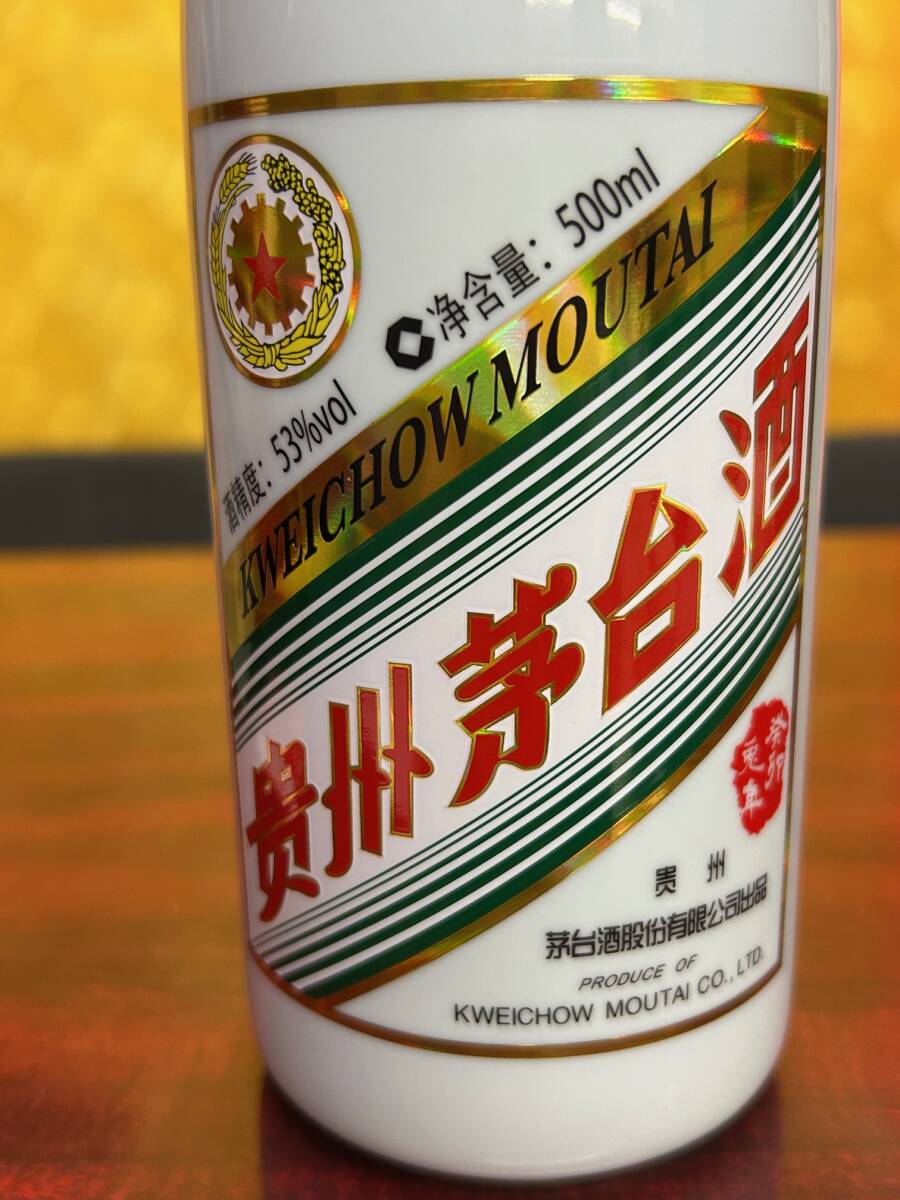 净含量：500ml
酒精度：53%vol
KWEICHOW MOUTAI
贵州茅台酒
癸卯
兔年
贵州
茅台酒股份有限公司出品
PRODUCE OF
KWEICHOW MOUTAI CO., LTD.